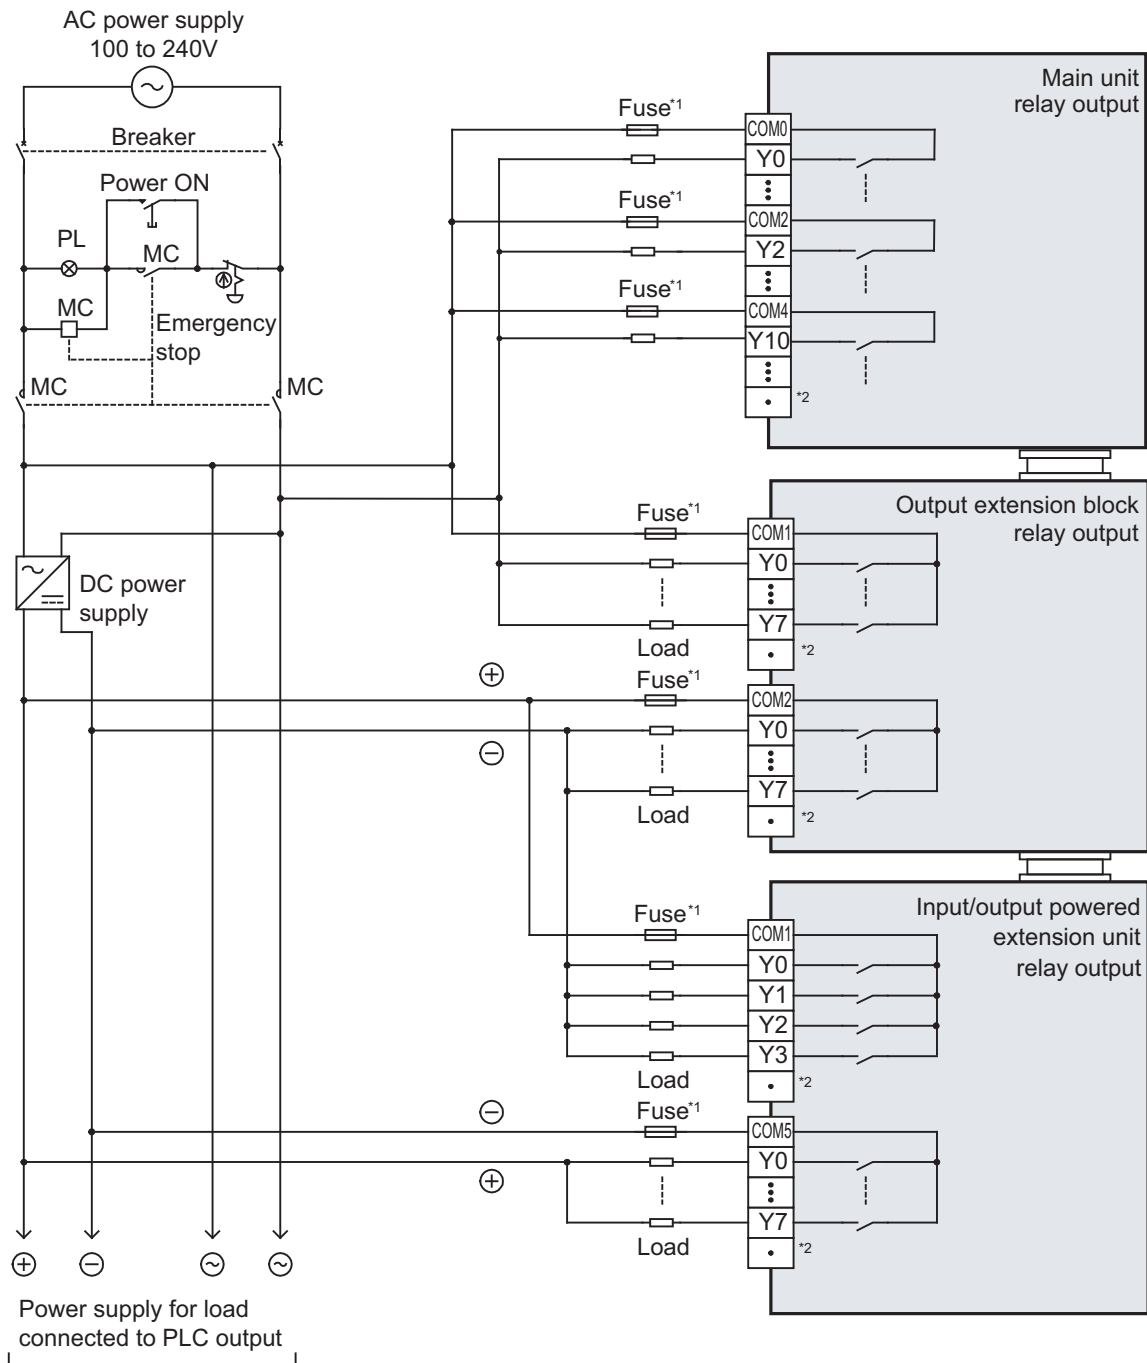 AC power supply
100 to 240V
Breaker
Power ON
PL
MC
MC
Emergency
stop
MC
MC
DC power
supply
Main unit
relay output
Fuse*1
COM0
Y0
Fuse*1
COM2
Y2
Fuse*1
COM4
Y10
*2
Output extension block
relay output
Fuse*1
COM1
Y0
Y7
Load
*2
Fuse*1
COM2
Y0
Y7
Load
*2
Input/output powered
extension unit
relay output
Fuse*1
COM1
Y0
Y1
Y2
Y3
Load
*2
Fuse*1
COM5
Y0
Y7
Load
*2
Power supply for load
connected to PLC output